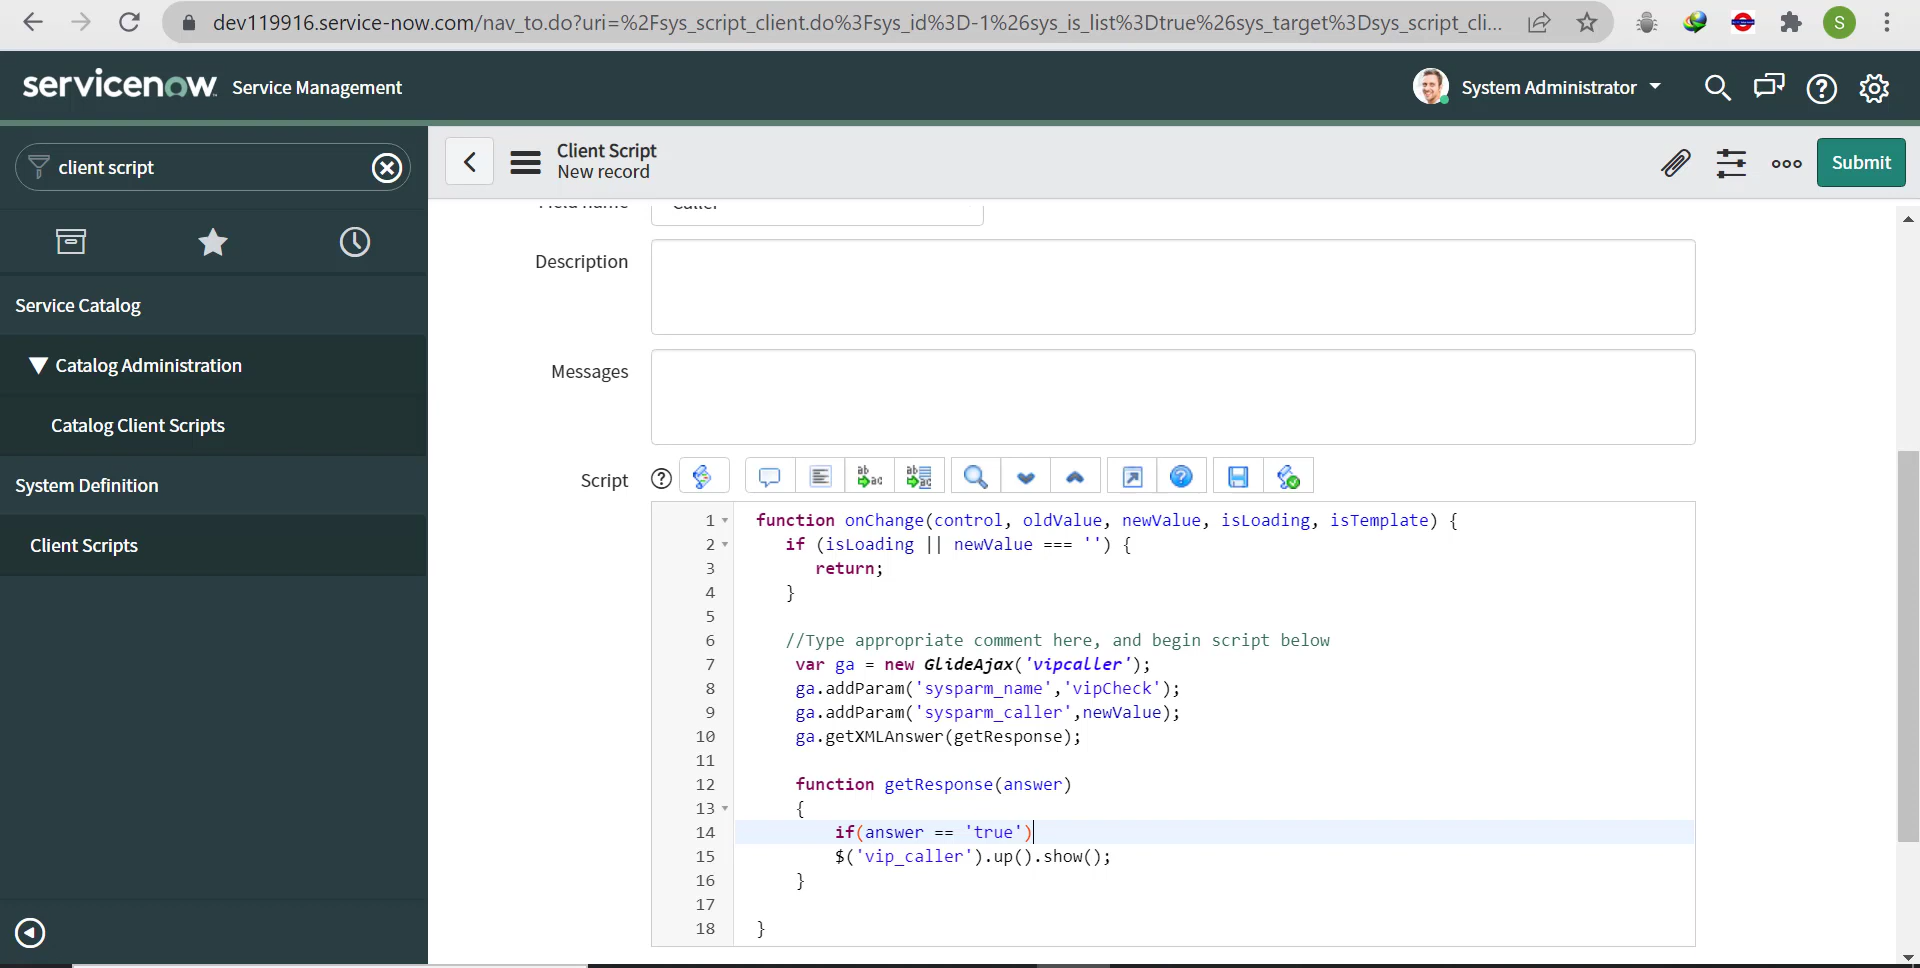 dev119916.service-now.com/nav_to.do?uri=%2Fsys_script_client.do%3Fsys_id%3D-1%26sys_is_list%3Dtrue%26sys_target%3Dsys_script_cli...
S
servicenow Service Management
System Administrator
client script
Client Script
New record
Submit
Service Catalog
Catalog Administration
Catalog Client Scripts
System Definition
Client Scripts
Field name
Caller
Description
Messages
Script
1 function onChange(control, oldValue, newValue, isLoading, isTemplate) {
2 if (isLoading || newValue === '') {
3 return;
4 }
5
6 //Type appropriate comment here, and begin script below
7 var ga = new GlideAjax('vipcaller');
8 ga.addParam('sysparm_name','vipCheck');
9 ga.addParam('sysparm_caller',newValue);
10 ga.getXMLAnswer(getResponse);
11
12 function getResponse(answer)
13 {
14 if(answer == 'true')
15 $('vip_caller').up().show();
16 }
17
18 }